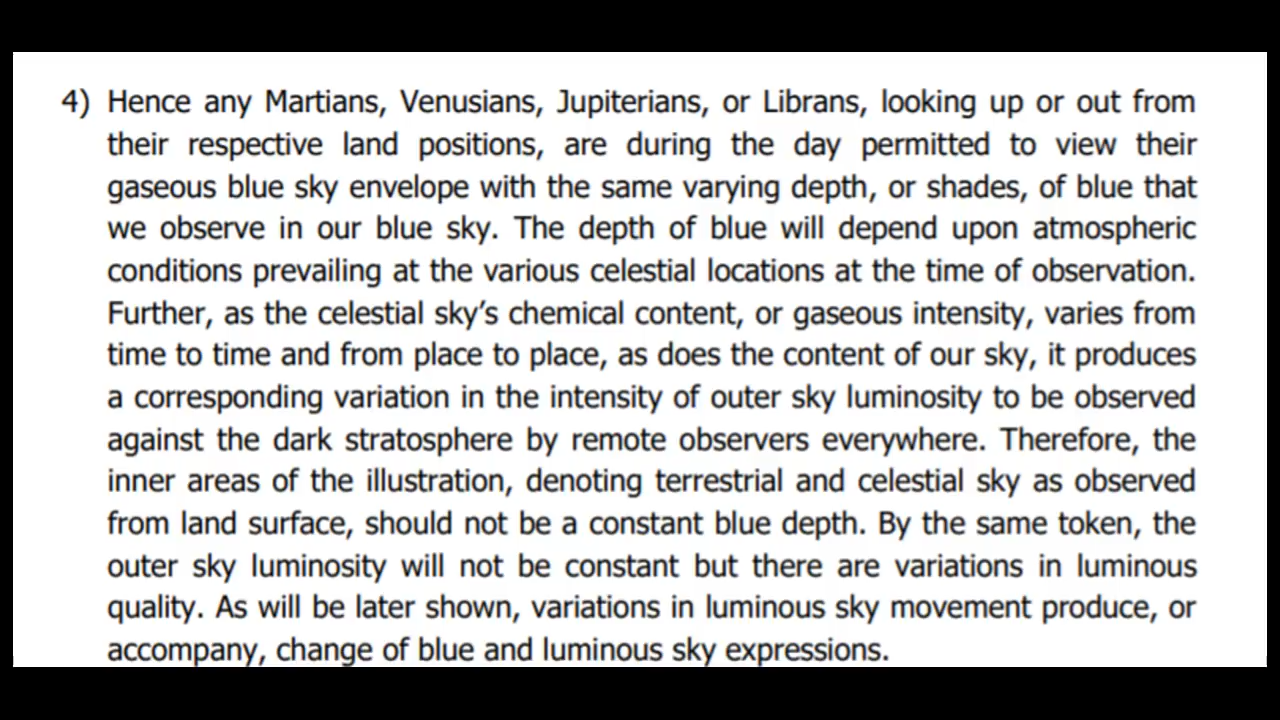 4) Hence any Martians, Venusians, Jupiterians, or Librans, looking up or out from
their respective land positions, are during the day permitted to view their
gaseous blue sky envelope with the same varying depth, or shades, of blue that
we observe in our blue sky. The depth of blue will depend upon atmospheric
conditions prevailing at the various celestial locations at the time of observation.
Further, as the celestial sky’s chemical content, or gaseous intensity, varies from
time to time and from place to place, as does the content of our sky, it produces
a corresponding variation in the intensity of outer sky luminosity to be observed
against the dark stratosphere by remote observers everywhere. Therefore, the
inner areas of the illustration, denoting terrestrial and celestial sky as observed
from land surface, should not be a constant blue depth. By the same token, the
outer sky luminosity will not be constant but there are variations in luminous
quality. As will be later shown, variations in luminous sky movement produce, or
accompany, change of blue and luminous sky expressions.